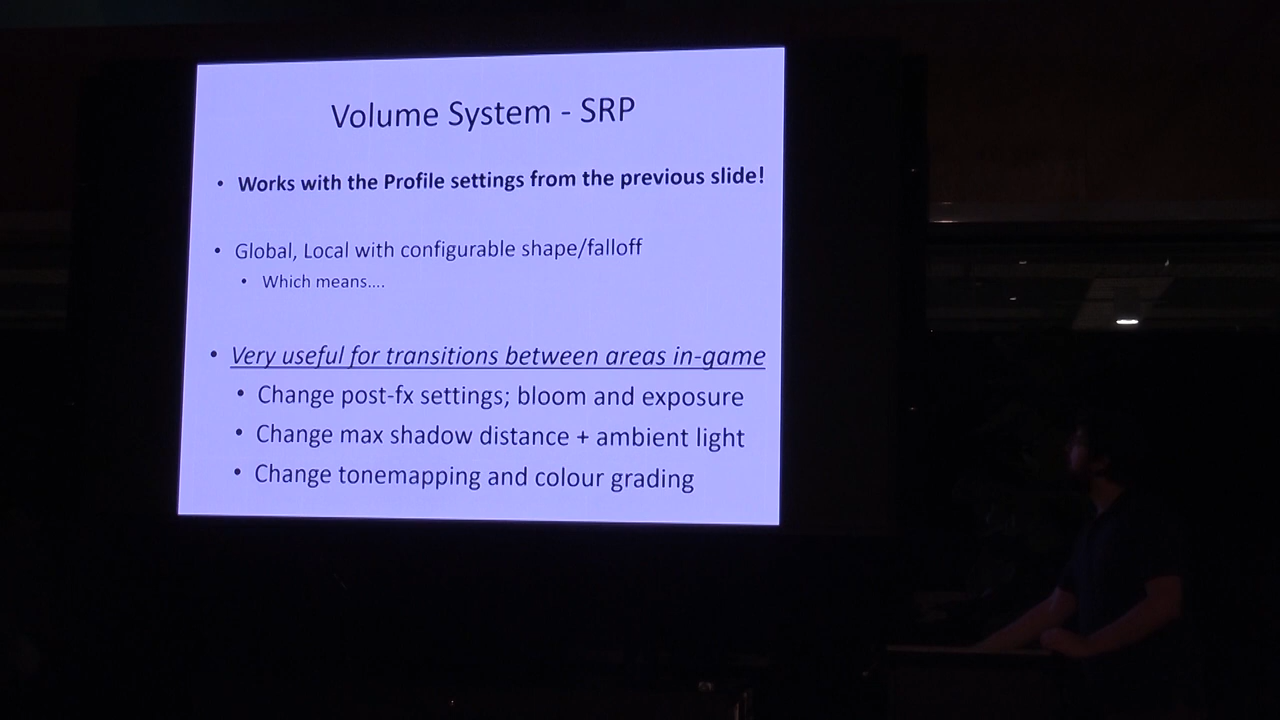 Volume System - SRP
• Works with the Profile settings from the previous slide!
• Global, Local with configurable shape/falloff
• Which means....
• Very useful for transitions between areas in-game
• Change post-fx settings; bloom and exposure
• Change max shadow distance + ambient light
• Change tonemapping and colour grading